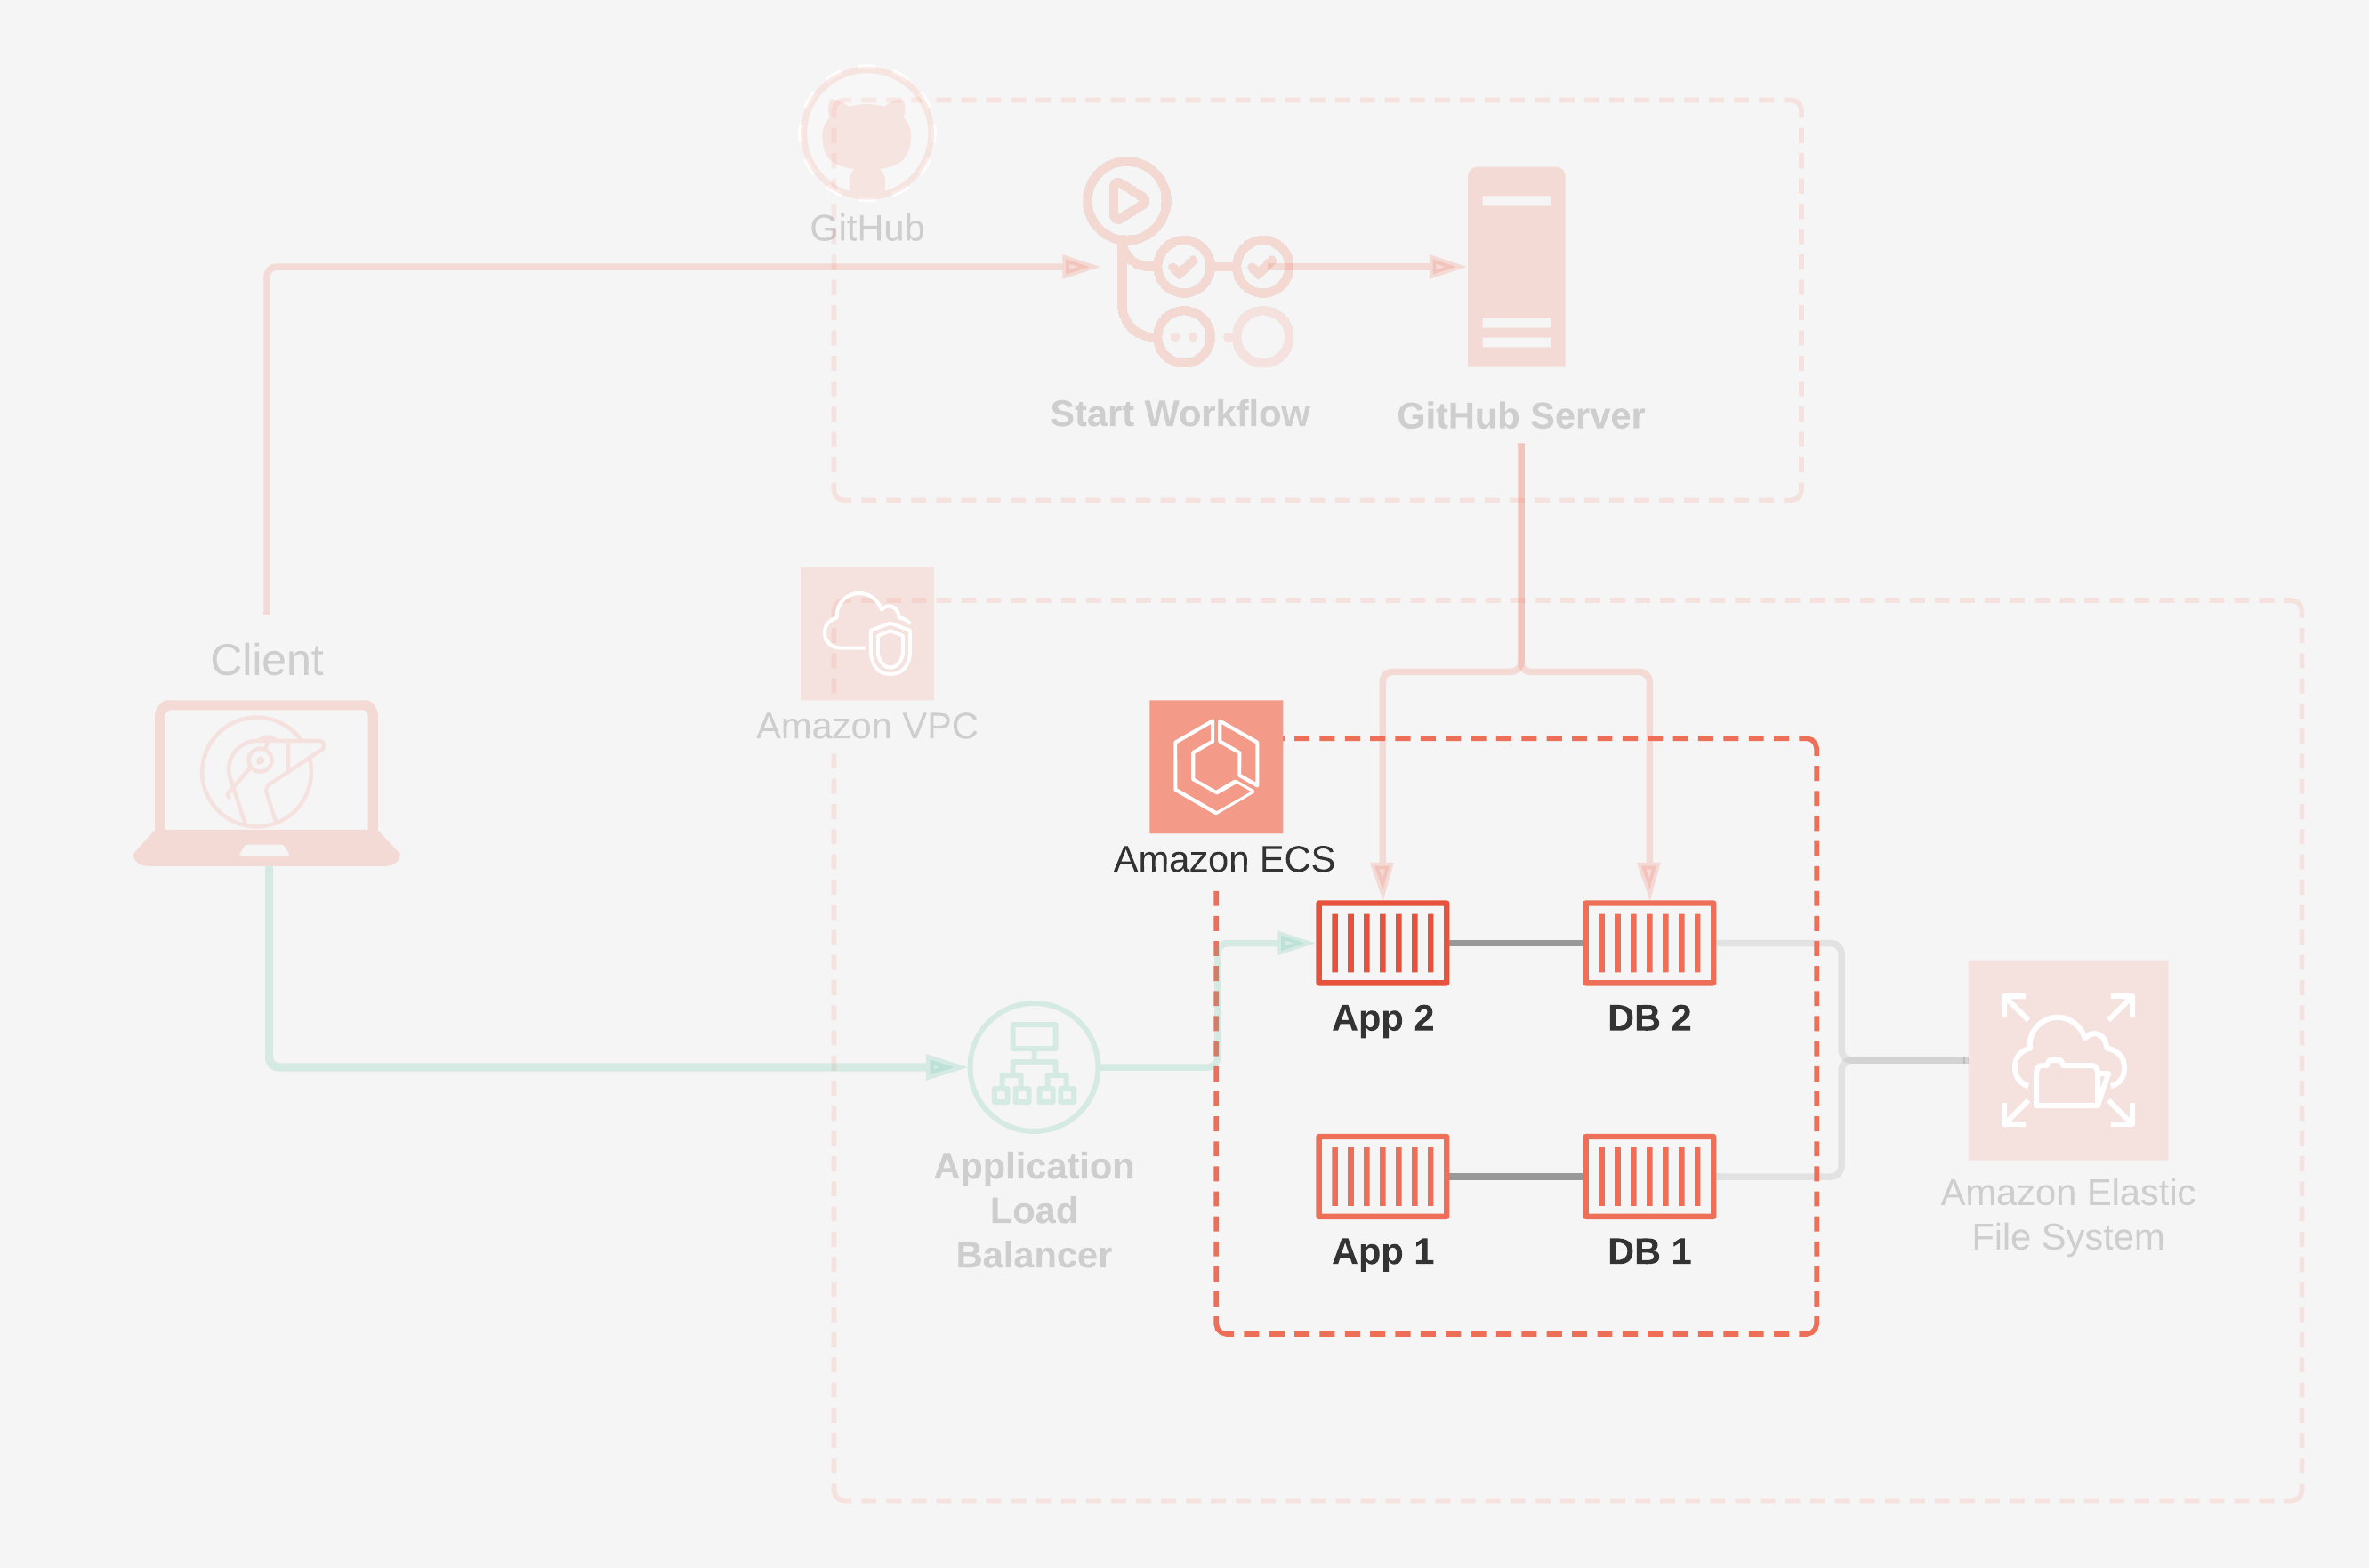 GitHub
Start Workflow
GitHub Server
Client
Amazon VPC
Amazon ECS
App 2
DB 2
Application
Load
Balancer
App 1
DB 1
Amazon Elastic
File System